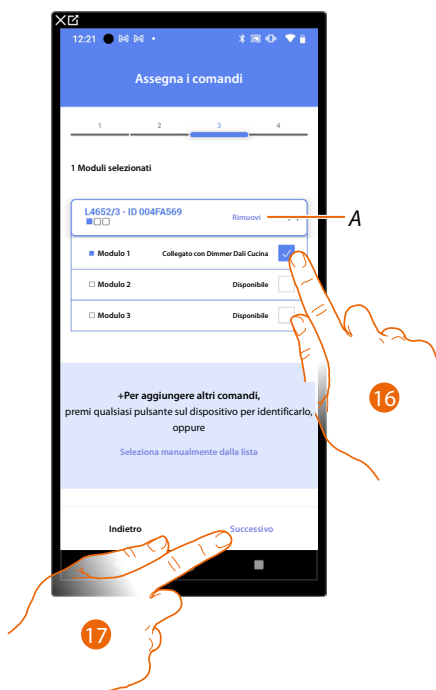 12:21
Assegna i comandi
1 2 3 4
1 Moduli selezionati
L4652/3 - ID 004FA569
Rimuovi
A
Modulo 1 Collegato con Dimmer Dali Cucina
Modulo 2 Disponibile
Modulo 3 Disponibile
16
+Per aggiungere altri comandi,
premi qualsiasi pulsante sul dispositivo per identificarlo,
oppure
Seleziona manualmente dalla lista
Indietro Successivo
17